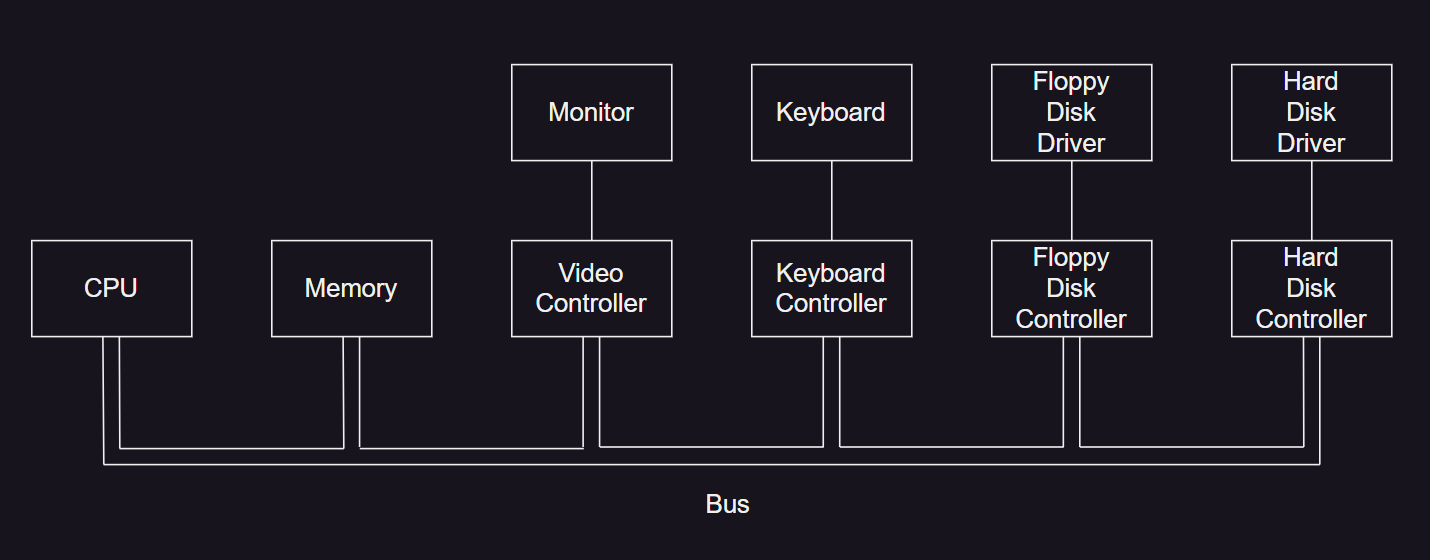 Monitor
Keyboard
Floppy
Disk
Driver
Hard
Disk
Driver
CPU
Memory
Video
Controller
Keyboard
Controller
Floppy
Disk
Controller
Hard
Disk
Controller
Bus